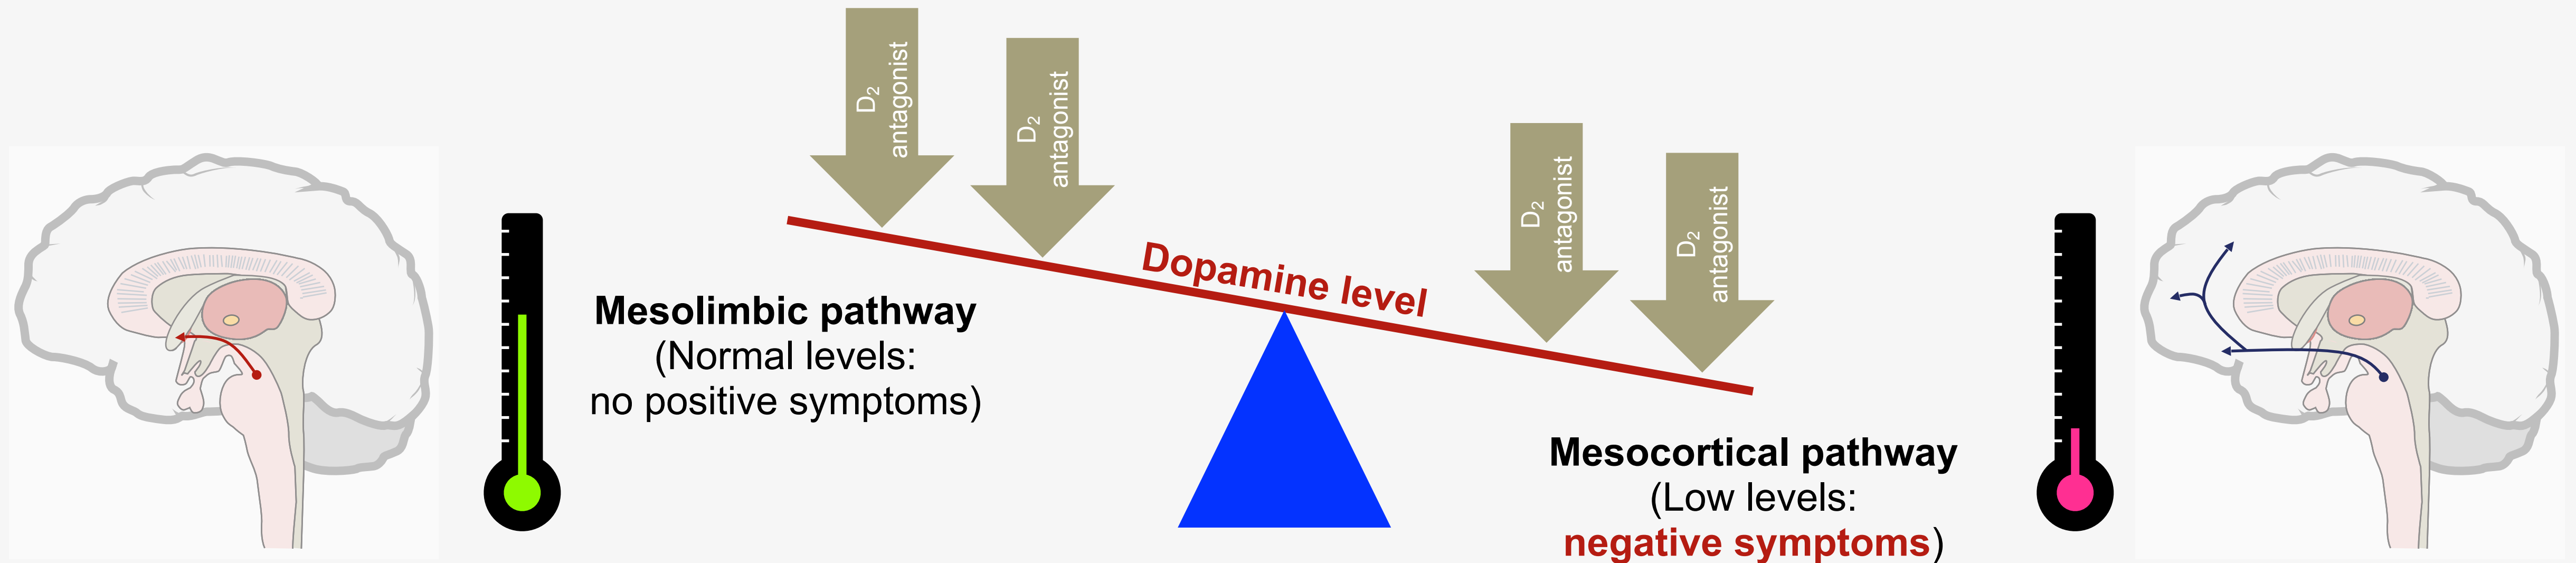 D₂
antagonist
D₂
antagonist
D₂
antagonist
D₂
antagonist
Dopamine level
Mesolimbic pathway
(Normal levels:
no positive symptoms)
Mesocortical pathway
(Low levels:
negative symptoms)